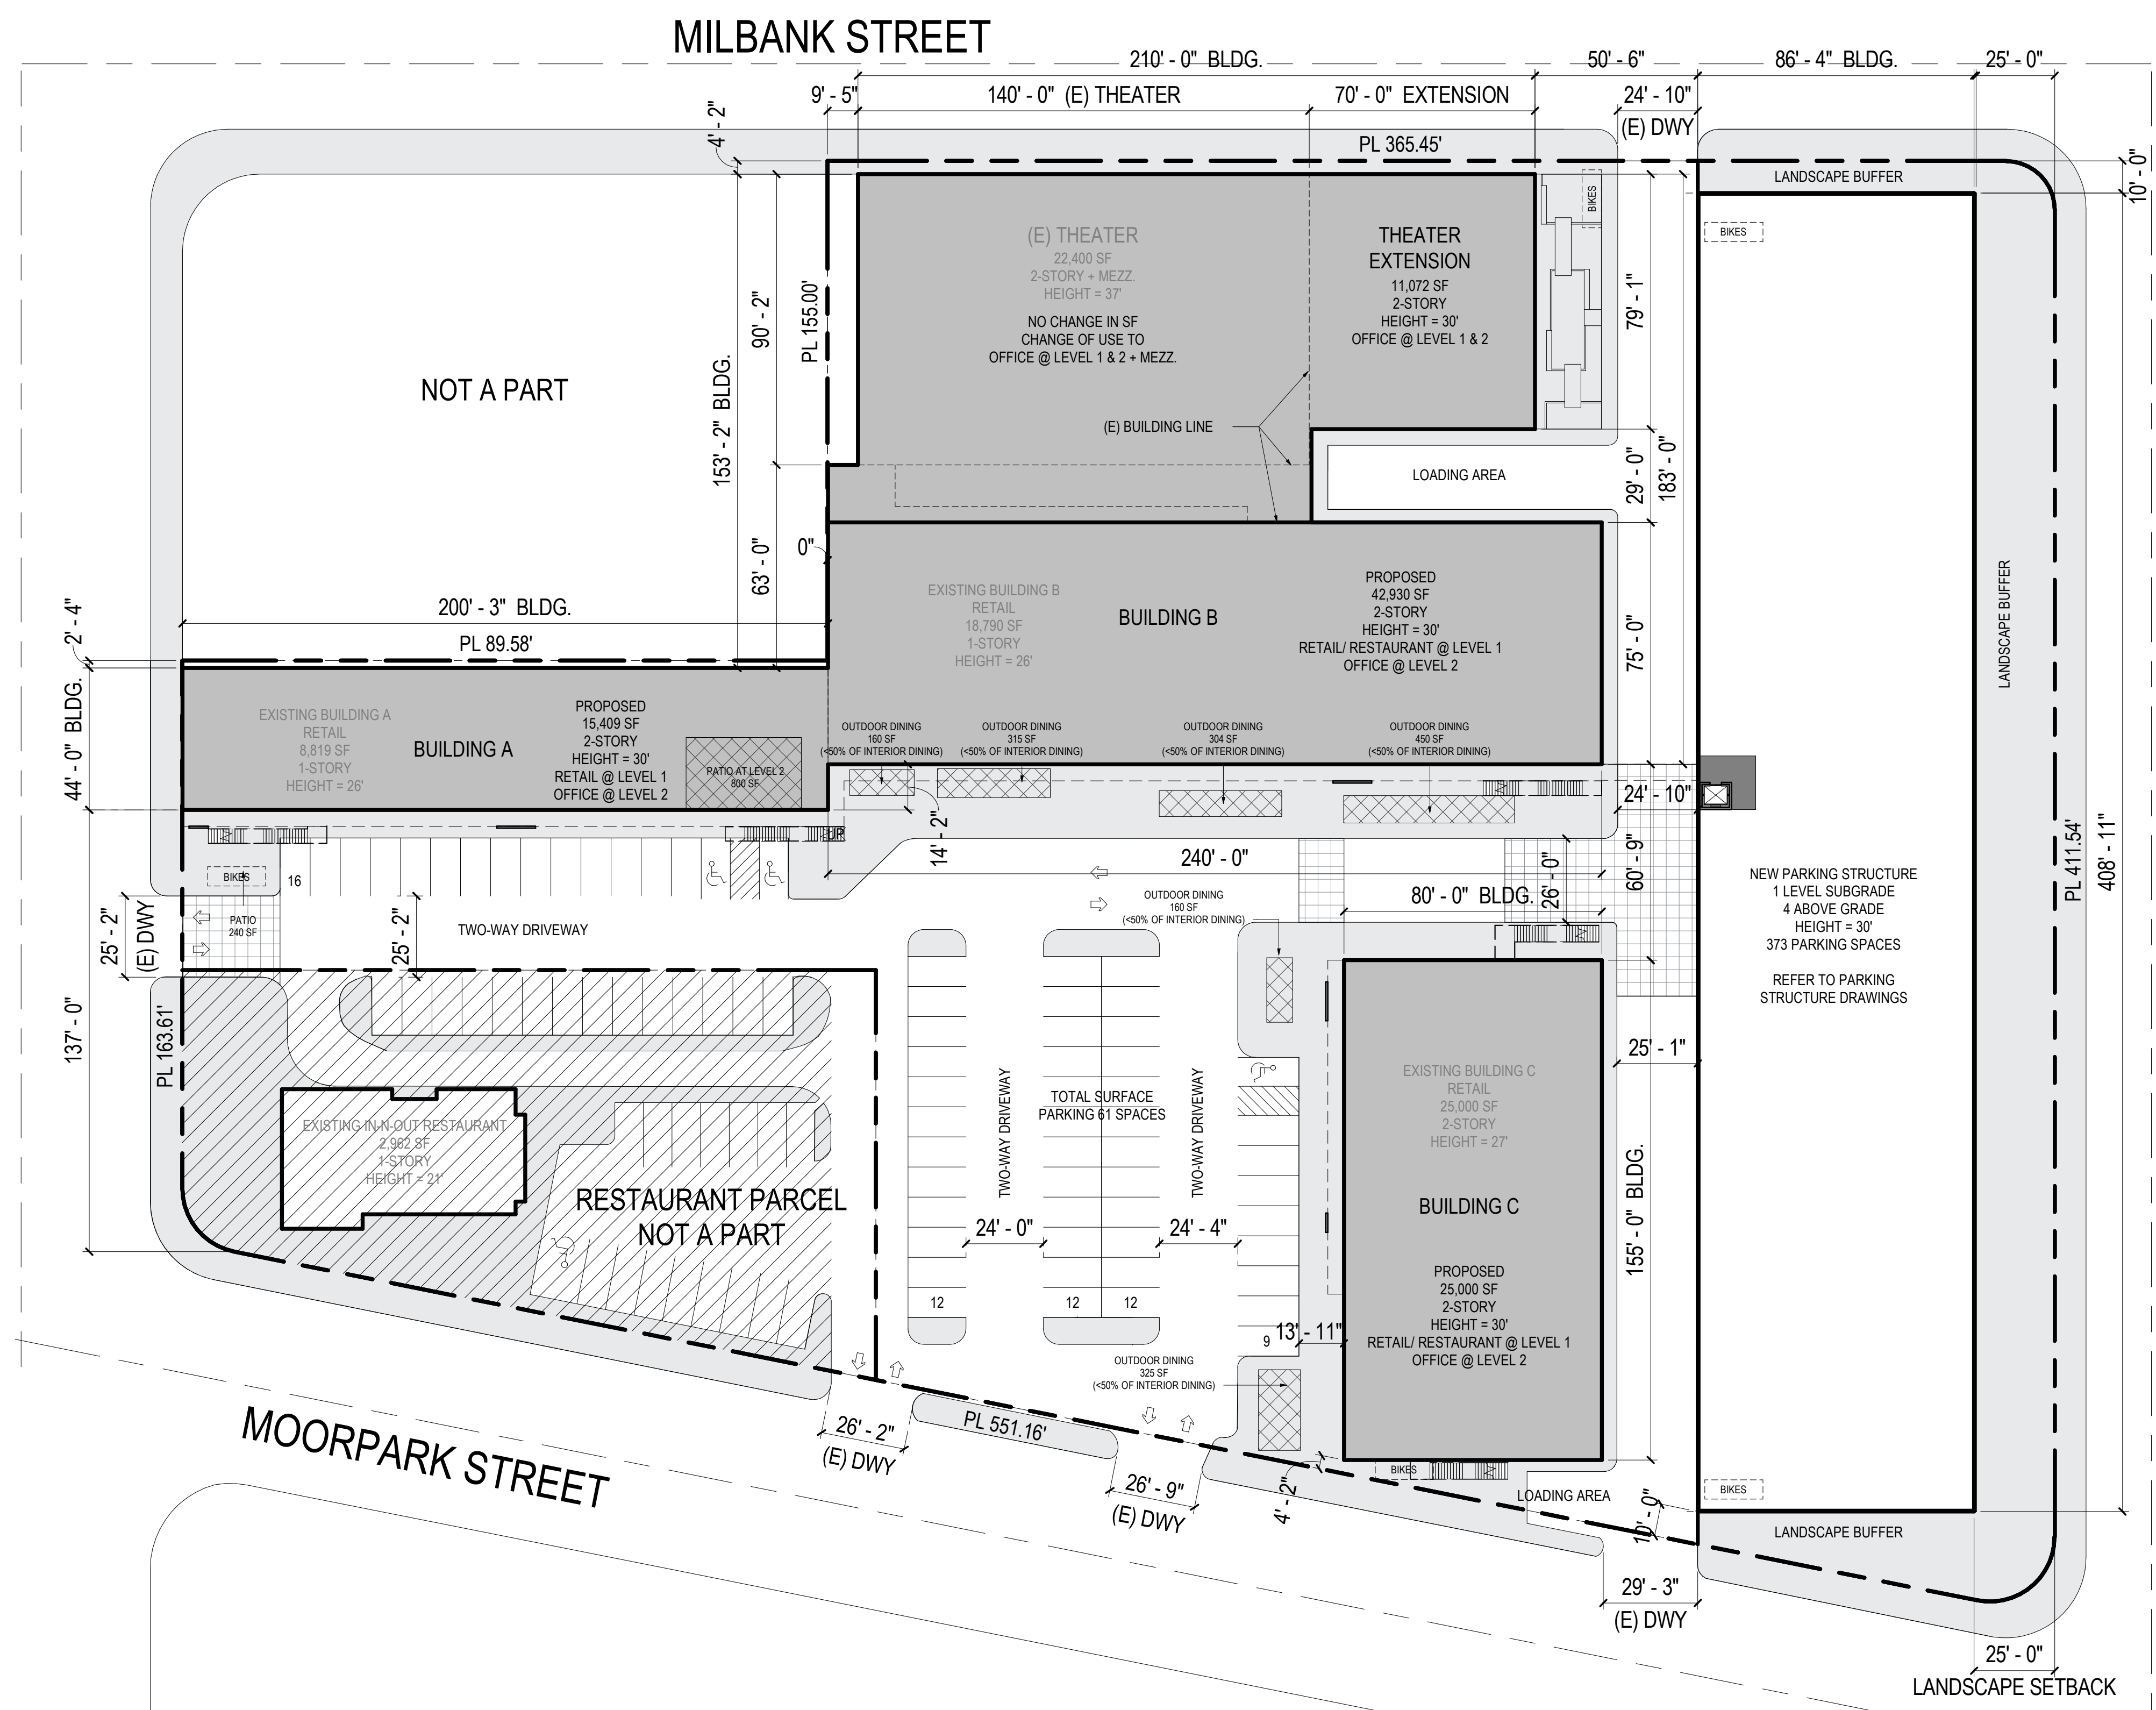 MILBANK STREET
210' - 0" BLDG.
50' - 6"
86' - 4" BLDG.
25' - 0"
9' - 5"
140' - 0" (E) THEATER
70' - 0" EXTENSION
24' - 10"
(E) DWY
4' - 2"
PL 365.45'
10' - 0"
LANDSCAPE BUFFER
BIKES
BIKES
(E) THEATER
22,400 SF
2-STORY + MEZZ.
HEIGHT = 37'
NO CHANGE IN SF
CHANGE OF USE TO
OFFICE @ LEVEL 1 & 2 + MEZZ.
THEATER
EXTENSION
11,072 SF
2-STORY
HEIGHT = 30'
OFFICE @ LEVEL 1 & 2
90' - 2"
PL 155.00'
153' - 2" BLDG.
79' - 1"
NOT A PART
(E) BUILDING LINE
LOADING AREA
29' - 0"
183' - 0"
0"
63' - 0"
200' - 3" BLDG.
PL 89.58'
2' - 4"
44' - 0" BLDG.
EXISTING BUILDING B
RETAIL
18,790 SF
1-STORY
HEIGHT = 26'
BUILDING B
PROPOSED
42,930 SF
2-STORY
HEIGHT = 30'
RETAIL/ RESTAURANT @ LEVEL 1
OFFICE @ LEVEL 2
75' - 0"
LANDSCAPE BUFFER
EXISTING BUILDING A
RETAIL
8,819 SF
1-STORY
HEIGHT = 26'
BUILDING A
PROPOSED
15,409 SF
2-STORY
HEIGHT = 30'
RETAIL @ LEVEL 1
OFFICE @ LEVEL 2
PATIO AT LEVEL 2
800 SF
OUTDOOR DINING
160 SF
(<50% OF INTERIOR DINING)
OUTDOOR DINING
315 SF
(<50% OF INTERIOR DINING)
OUTDOOR DINING
304 SF
(<50% OF INTERIOR DINING)
OUTDOOR DINING
450 SF
(<50% OF INTERIOR DINING)
24' - 10"
UP
14' - 2"
240' - 0"
26' - 0"
60' - 9"
PL 411.54'
408' - 11"
BIKES
16
PATIO
240 SF
25' - 2"
(E) DWY
25' - 2"
TWO-WAY DRIVEWAY
OUTDOOR DINING
160 SF
(<50% OF INTERIOR DINING)
80' - 0" BLDG.
NEW PARKING STRUCTURE
1 LEVEL SUBGRADE
4 ABOVE GRADE
HEIGHT = 30'
373 PARKING SPACES
REFER TO PARKING
STRUCTURE DRAWINGS
137' - 0"
PL 163.61'
25' - 1"
EXISTING IN-N-OUT RESTAURANT
2,962 SF
1-STORY
HEIGHT = 21'
RESTAURANT PARCEL
NOT A PART
TWO-WAY DRIVEWAY
TOTAL SURFACE
PARKING 61 SPACES
TWO-WAY DRIVEWAY
24' - 0"
24' - 4"
12
12
12
9
13' - 11"
EXISTING BUILDING C
RETAIL
25,000 SF
2-STORY
HEIGHT = 27'
BUILDING C
PROPOSED
25,000 SF
2-STORY
HEIGHT = 30'
RETAIL/ RESTAURANT @ LEVEL 1
OFFICE @ LEVEL 2
155' - 0" BLDG.
OUTDOOR DINING
325 SF
(<50% OF INTERIOR DINING)
MOORPARK STREET
26' - 2"
(E) DWY
PL 551.16'
26' - 9"
(E) DWY
4' - 2"
BIKES
LOADING AREA
10' - 0"
BIKES
LANDSCAPE BUFFER
29' - 3"
(E) DWY
25' - 0"
LANDSCAPE SETBACK